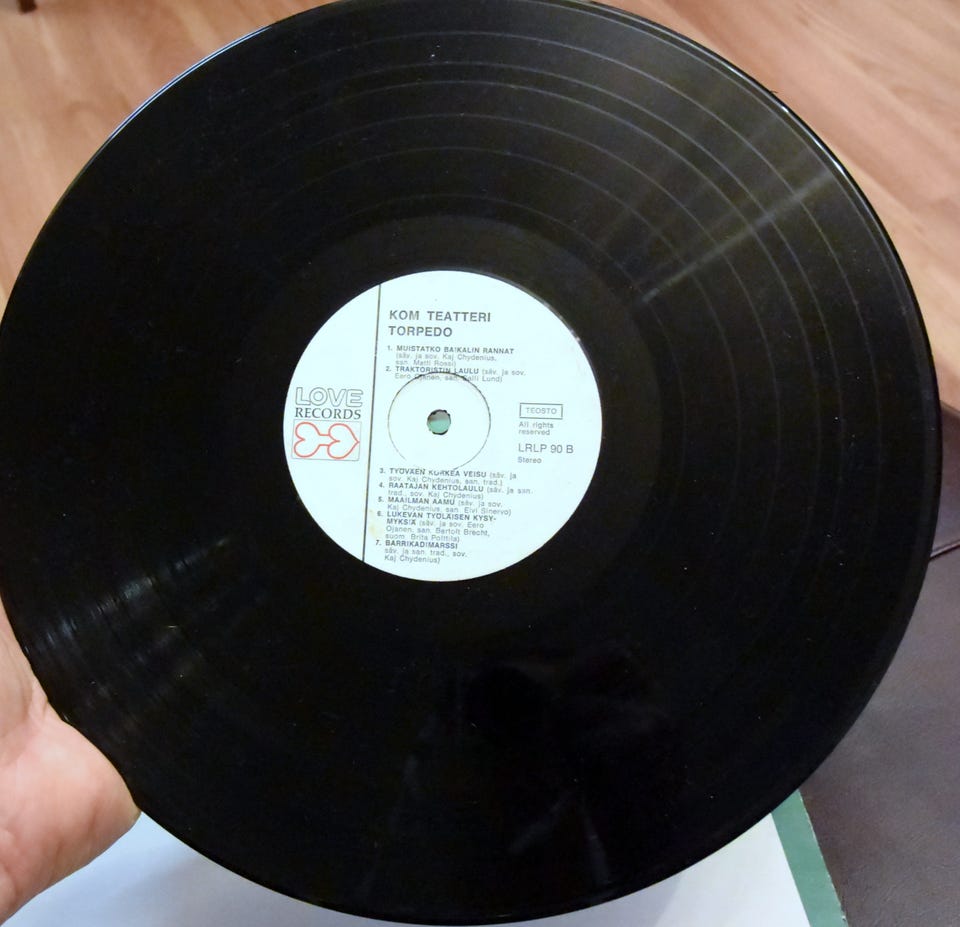 KOM TEATTERI
TORPEDO
1. MUISTATKO BAIKALIN RANNAT
(säv. ja sov. Kaj Chydenius,
san. Matti Rossi)
2. TRAKTORISTIN LAULU (säv. ja sov.
Eero Ojanen, san. Balli Lund)
LOVE
RECORDS
TEOSTO
All rights
reserved
LRLP 90 B
Stereo
3. TYÖVÄEN KORKEA VEISU (säv. ja
sov. Kaj Chydenius, san. trad.)
4. RAATAJAN KEHTOLAULU (säv. ja san.
trad., sov. Kaj Chydenius)
5. MAAILMAN AAMU (säv. ja sov.
Kaj Chydenius, san. Elvi Sinervo)
6. LUKEVAN TYÖLÄISEN KYSY-
MYKSIÄ (säv. ja sov. Eero
Ojanen, san. Bertolt Brecht,
suom. Brita Polttila)
7. BARRIKADIMARSSI
säv. ja san. trad., sov.
Kaj Chydenius)